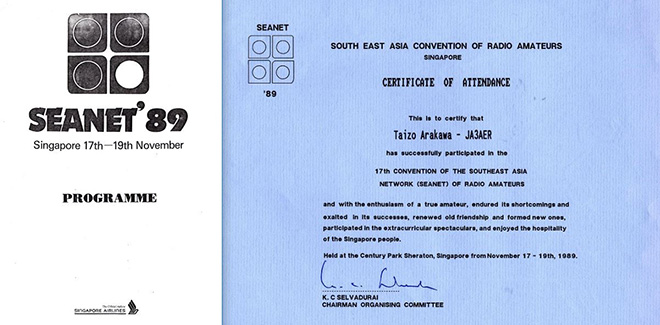 SEANET'89
Singapore 17th—19th November
PROGRAMME
SINGAPORE AIRLINES
SEANET
'89
SOUTH EAST ASIA CONVENTION OF RADIO AMATEURS
SINGAPORE
CERTIFICATE OF ATTENDANCE
This is to certify that
Taizo Arakawa - JA3AER
has successfully participated in the
17th CONVENTION OF THE SOUTHEAST ASIA
NETWORK (SEANET) OF RADIO AMATEURS
and with the enthusiasm of a true amateur, endured its shortcomings and
exalted in its successes, renewed old friendship and formed new ones,
participated in the extracurricular spectaculars, and enjoyed the hospitality
of the Singapore people.
Held at the Century Park Sheraton, Singapore from November 17 - 19th, 1989.
K. C SELVADURAI
CHAIRMAN ORGANISING COMMITTEE